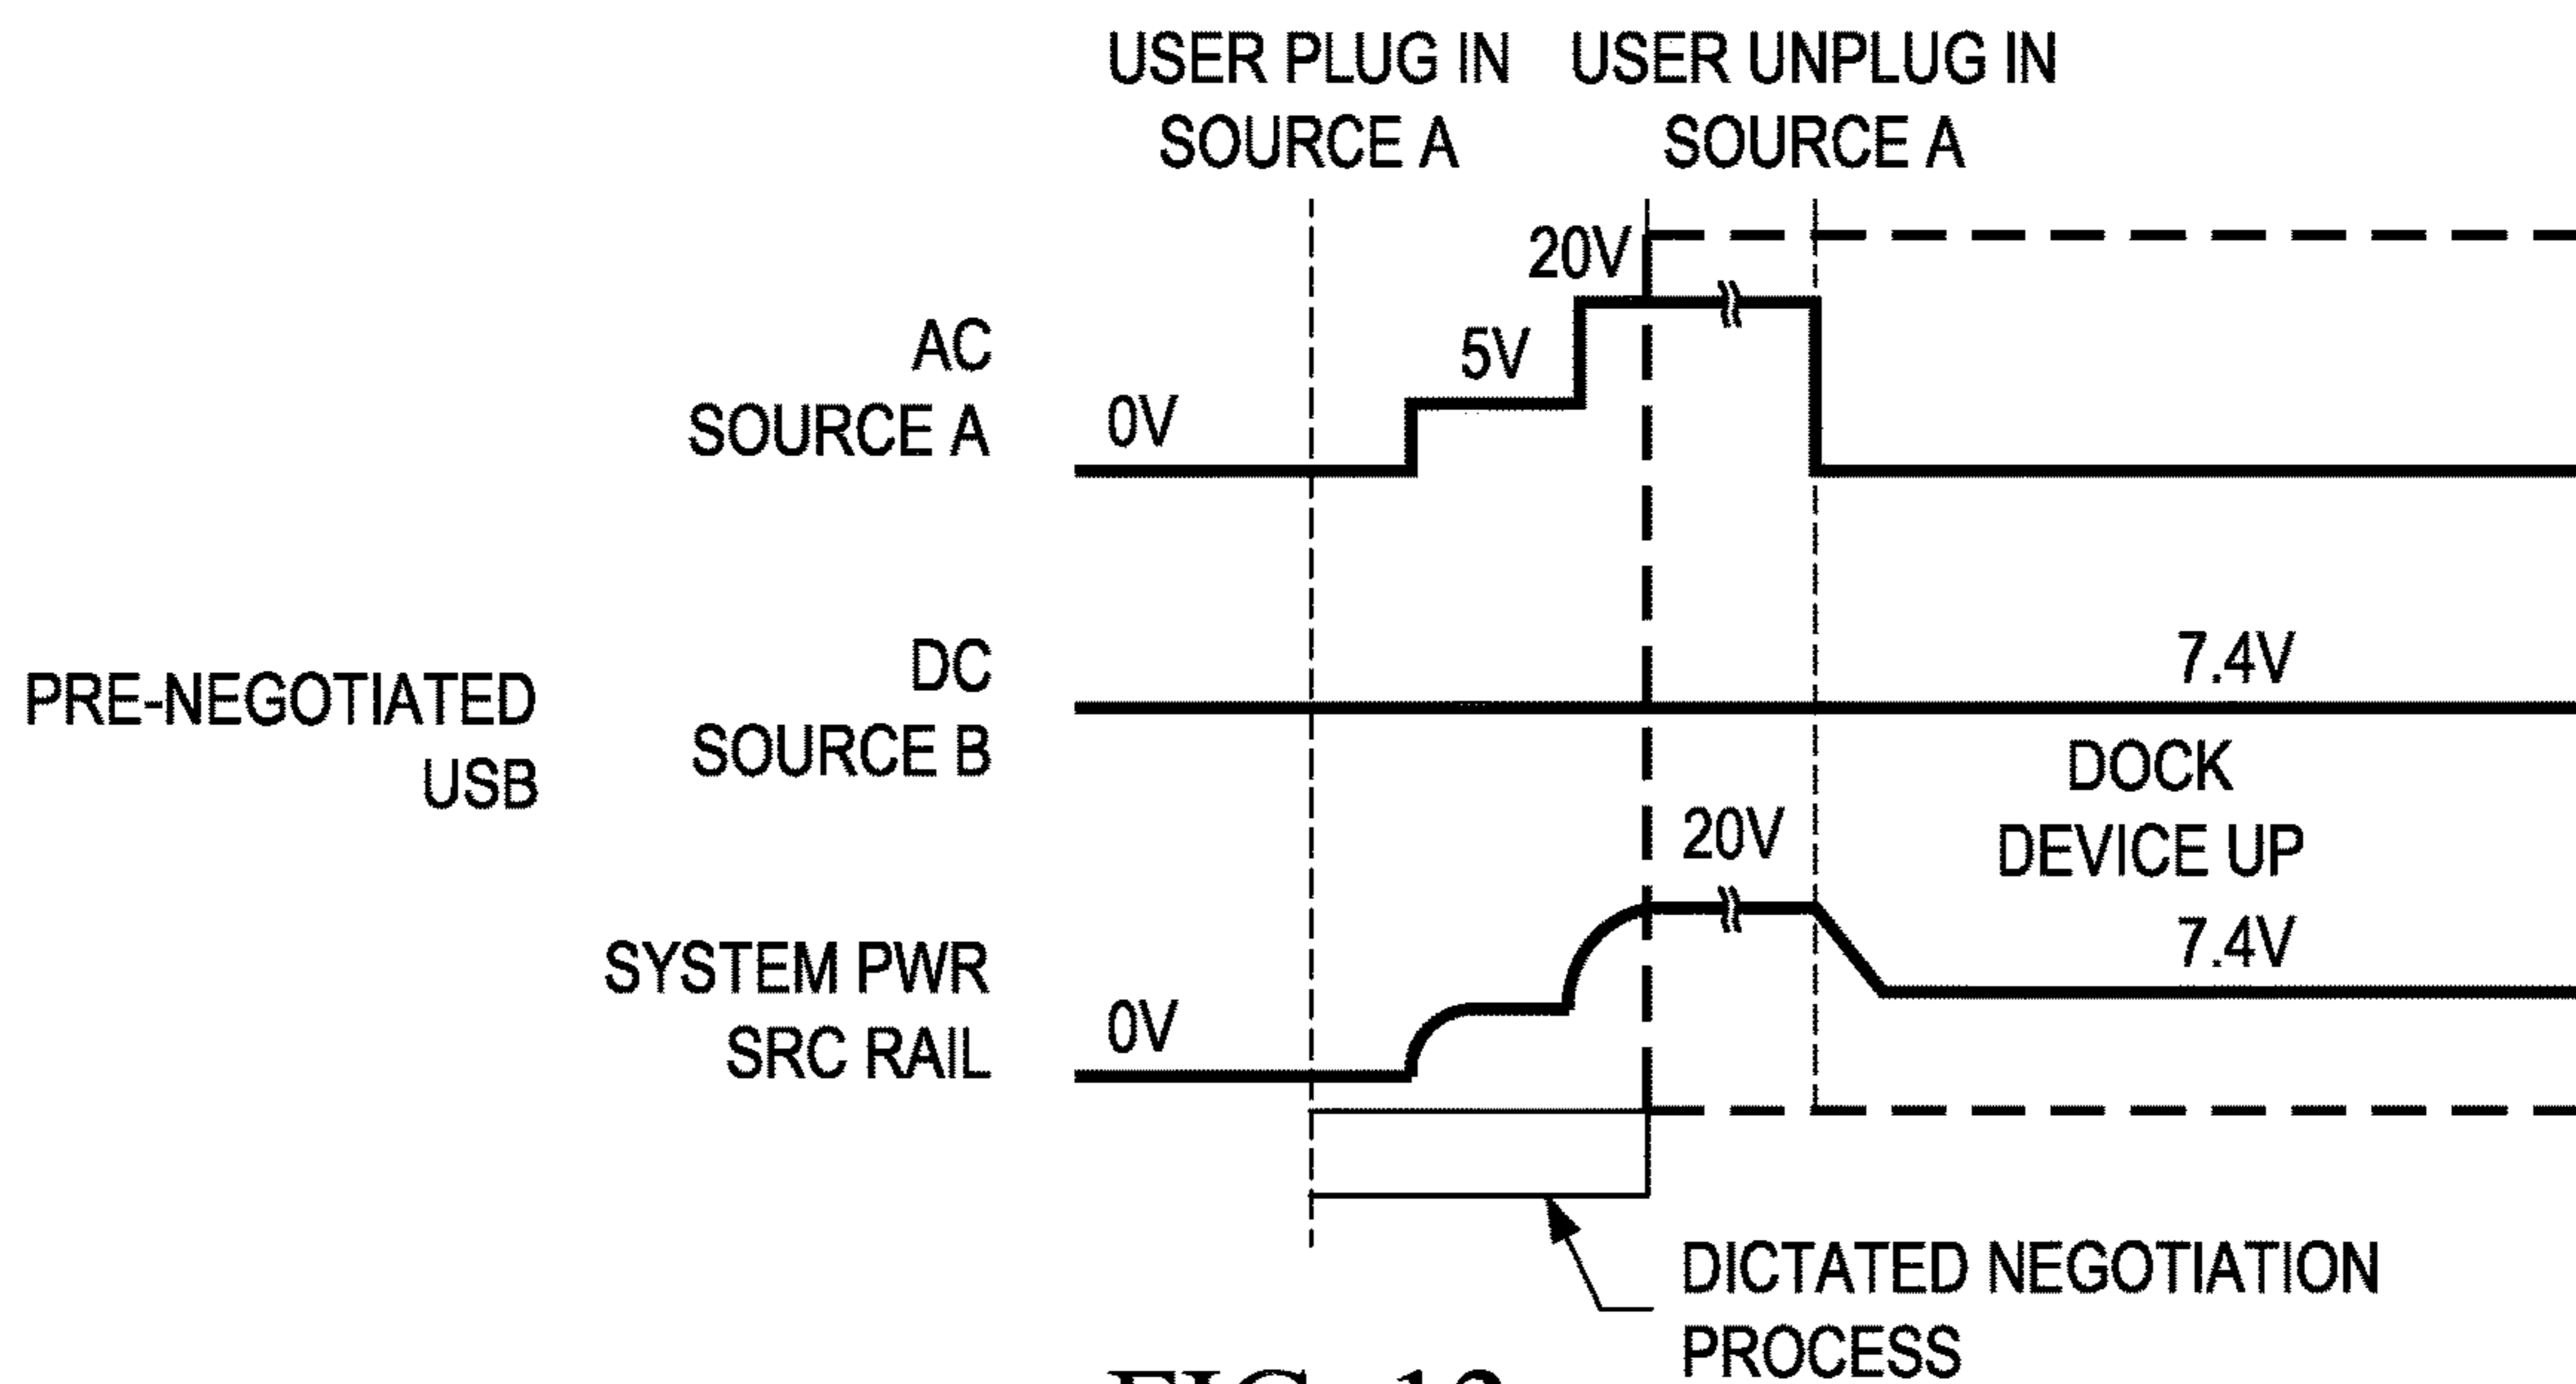 USER PLUG IN
SOURCE A
USER UNPLUG IN
SOURCE A
20V
5V
0V
AC
SOURCE A
PRE-NEGOTIATED
USB
DC
SOURCE B
7.4V
DOCK
DEVICE UP
20V
7.4V
SYSTEM PWR
SRC RAIL
0V
DICTATED NEGOTIATION
PROCESS